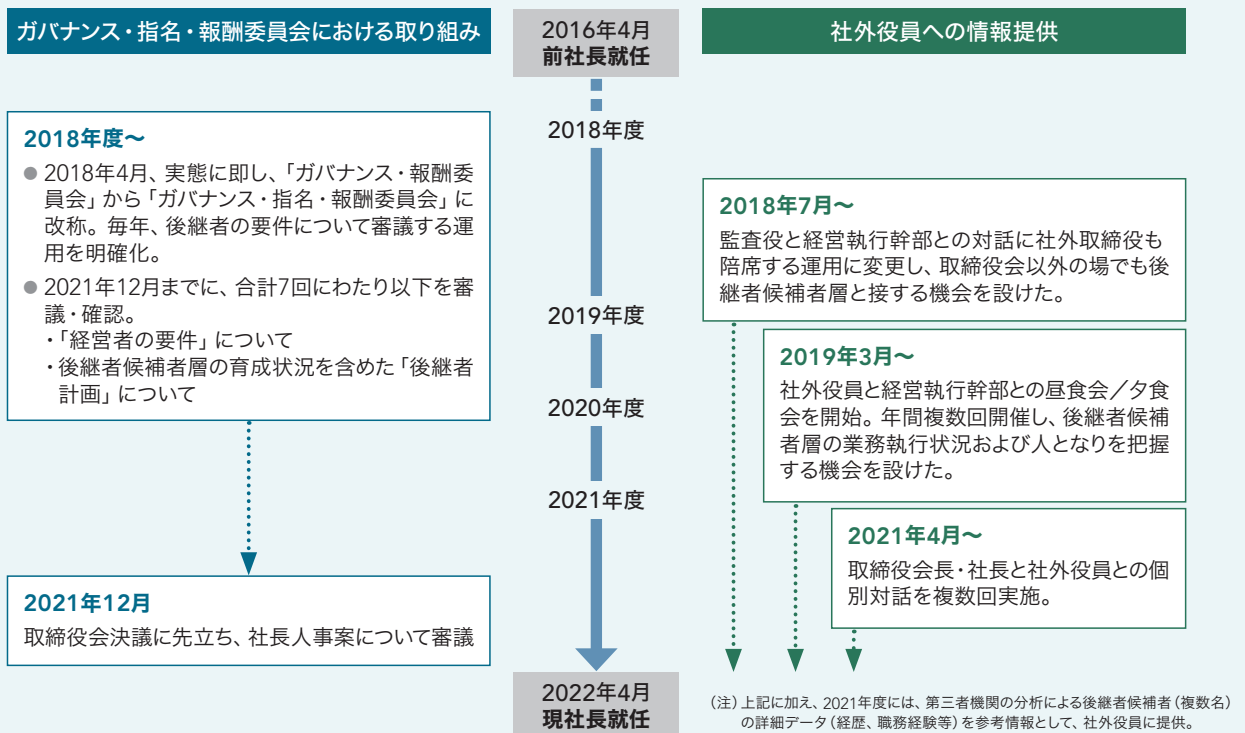 ガバナンス・指名・報酬委員会における取り組み
2018年度～
● 2018年4月、実態に即し、「ガバナンス・報酬委
員会」から「ガバナンス・指名・報酬委員会」に
改称。毎年、後継者の要件について審議する運
用を明確化。
● 2021年12月までに、合計7回にわたり以下を審
議・確認。
・「経営者の要件」について
・後継者候補者層の育成状況を含めた「後継者
計画」について
2021年12月
取締役会決議に先立ち、社長人事案について審議
2016年4月
前社長就任
2018年度
2019年度
2020年度
2021年度
2022年4月
現社長就任
社外役員への情報提供
2018年7月～
監査役と経営執行幹部との対話に社外取締役も
陪席する運用に変更し、取締役会以外の場でも後
継者候補者層と接する機会を設けた。
2019年3月～
社外役員と経営執行幹部との昼食会／夕食
会を開始。年間複数回開催し、後継者候補
者層の業務執行状況および人となりを把握
する機会を設けた。
2021年4月～
取締役会長・社長と社外役員との個
別対話を複数回実施。
（注）上記に加え、2021年度には、第三者機関の分析による後継者候補者（複数名）
の詳細データ（経歴、職務経験等）を参考情報として、社外役員に提供。